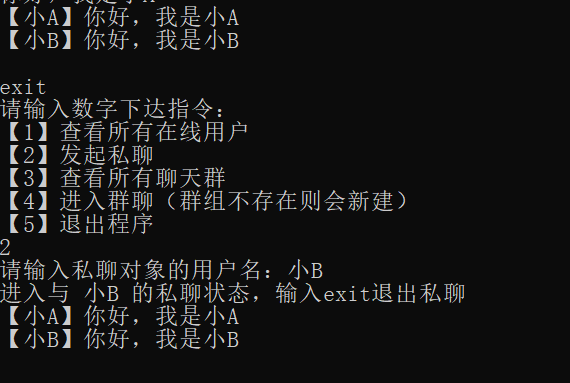 【小A】你好，我是小A
【小B】你好，我是小B
exit
请输入数字下达指令：
【1】查看所有在线用户
【2】发起私聊
【3】查看所有聊天群
【4】进入群聊（群组不存在则会新建）
【5】退出程序
2
请输入私聊对象的用户名：小B
进入与 小B 的私聊状态，输入exit退出私聊
【小A】你好，我是小A
【小B】你好，我是小B